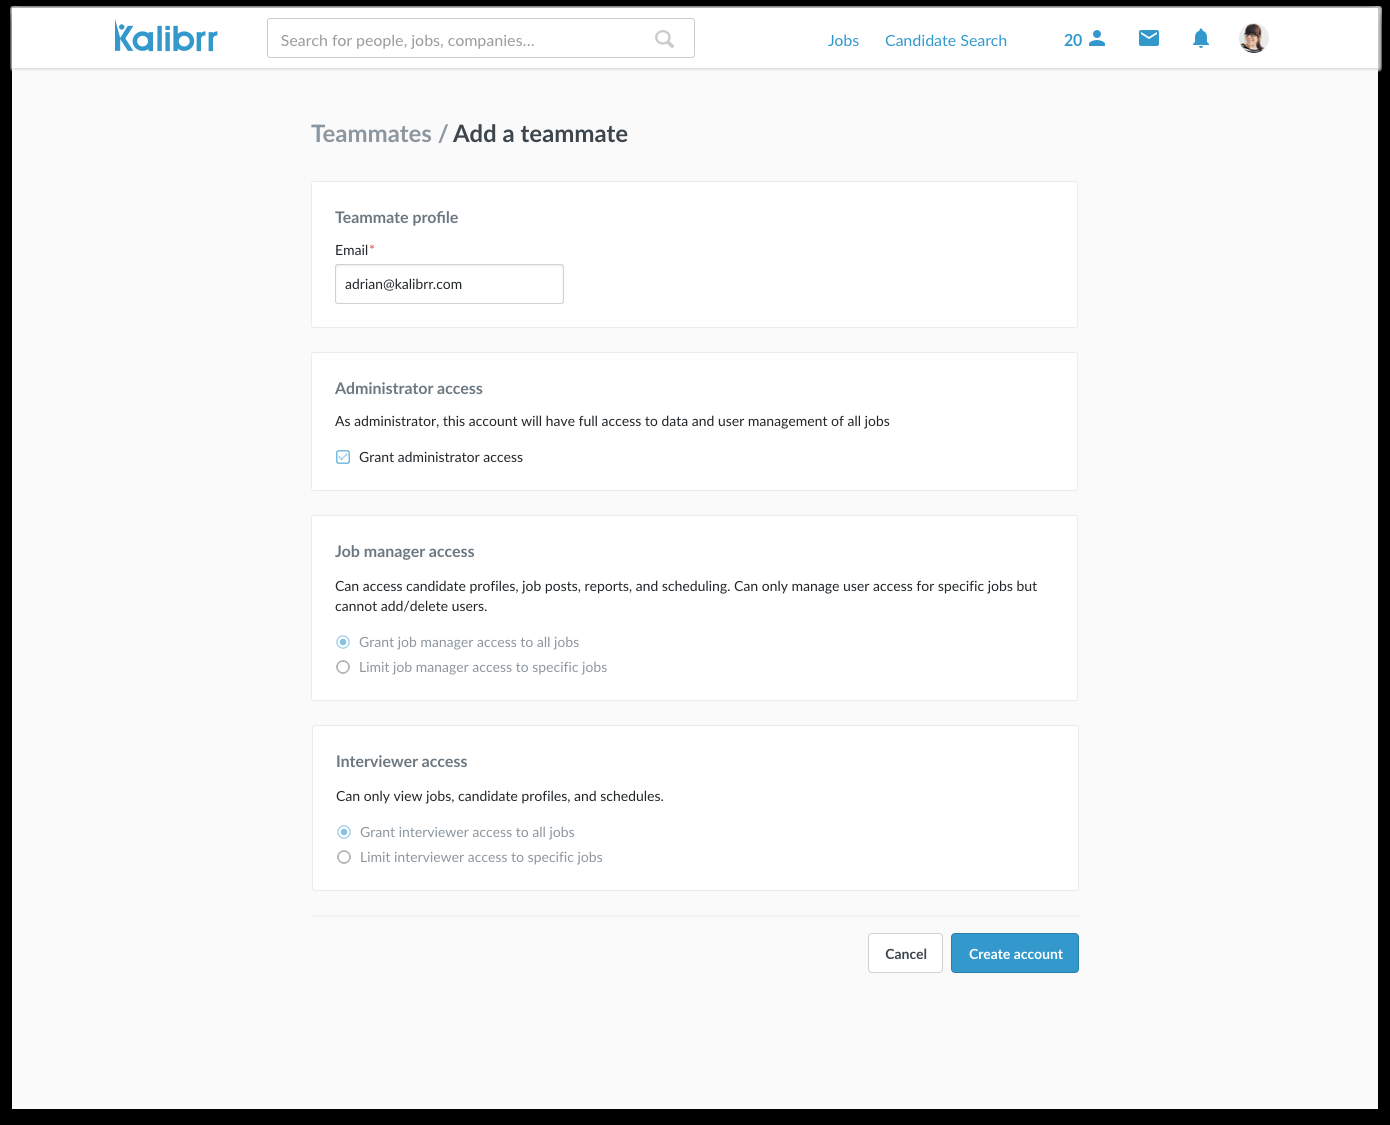 Kalibrr
Search for people, jobs, companies...
Jobs
Candidate Search
20
Teammates / Add a teammate
Teammate profile
Email*
adrian@kalibrr.com
Administrator access
As administrator, this account will have full access to data and user management of all jobs
Grant administrator access
Job manager access
Can access candidate profiles, job posts, reports, and scheduling. Can only manage user access for specific jobs but
cannot add/delete users.
Grant job manager access to all jobs
Limit job manager access to specific jobs
Interviewer access
Can only view jobs, candidate profiles, and schedules.
Grant interviewer access to all jobs
Limit interviewer access to specific jobs
Cancel
Create account